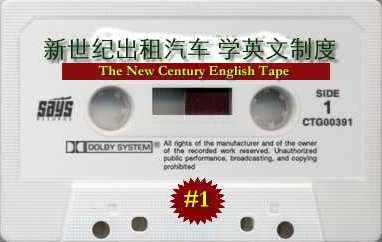 新世纪出租汽车 学英文制度
The New Century English Tape
says
RECORDS
SIDE
1
CTG00391
DOLBY SYSTEM®
All rights of the manufacturer and of the owner
of the recorded work reserved. Unauthorized
public performance, broadcasting, and copying
prohibited
#1